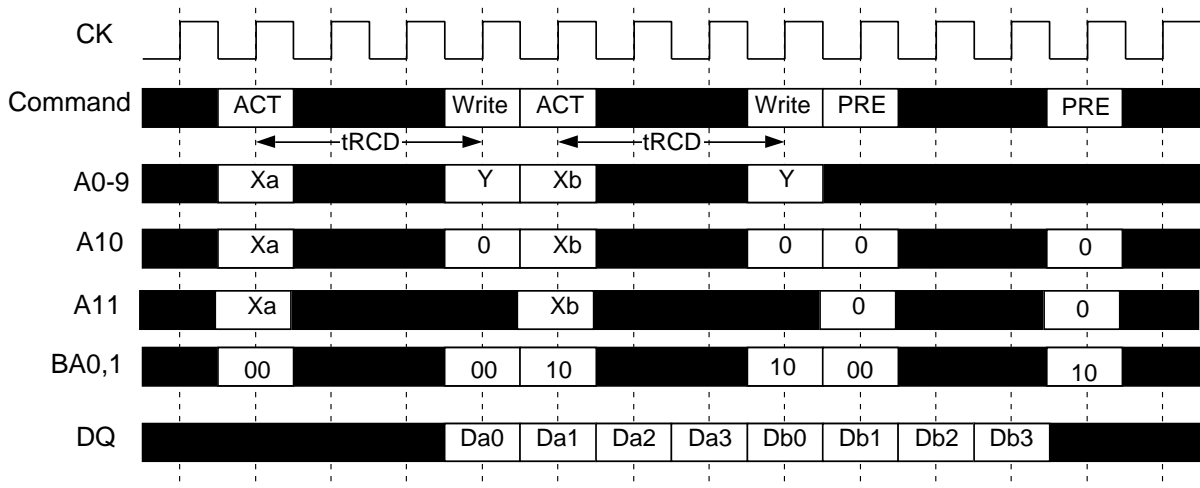 CK
Command ACT Write ACT Write PRE PRE
tRCD tRCD
A0-9 Xa Y Xb Y
A10 Xa 0 Xb 0 0 0
A11 Xa Xb 0 0
BA0,1 00 00 10 10 00 10
DQ Da0 Da1 Da2 Da3 Db0 Db1 Db2 Db3